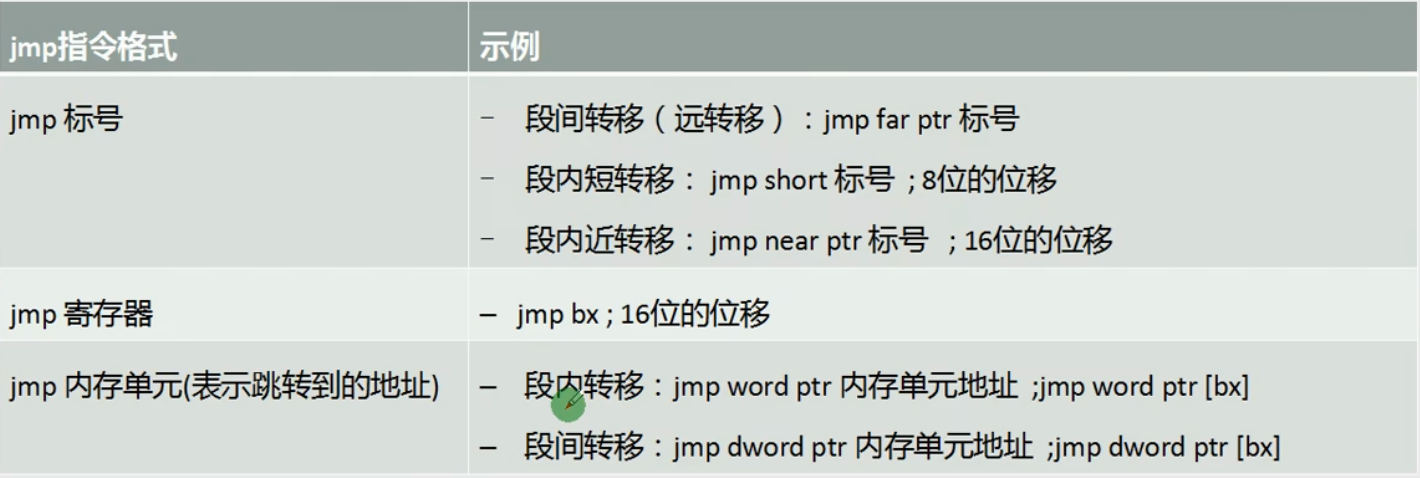 jmp指令格式
示例
jmp 标号
– 段间转移（远转移）：jmp far ptr 标号
– 段内短转移： jmp short 标号 ; 8位的位移
– 段内近转移： jmp near ptr 标号 ; 16位的位移
jmp 寄存器
– jmp bx ; 16位的位移
jmp 内存单元(表示跳转到的地址)
– 段内转移：jmp word ptr 内存单元地址 ;jmp word ptr [bx]
– 段间转移：jmp dword ptr 内存单元地址 ;jmp dword ptr [bx]